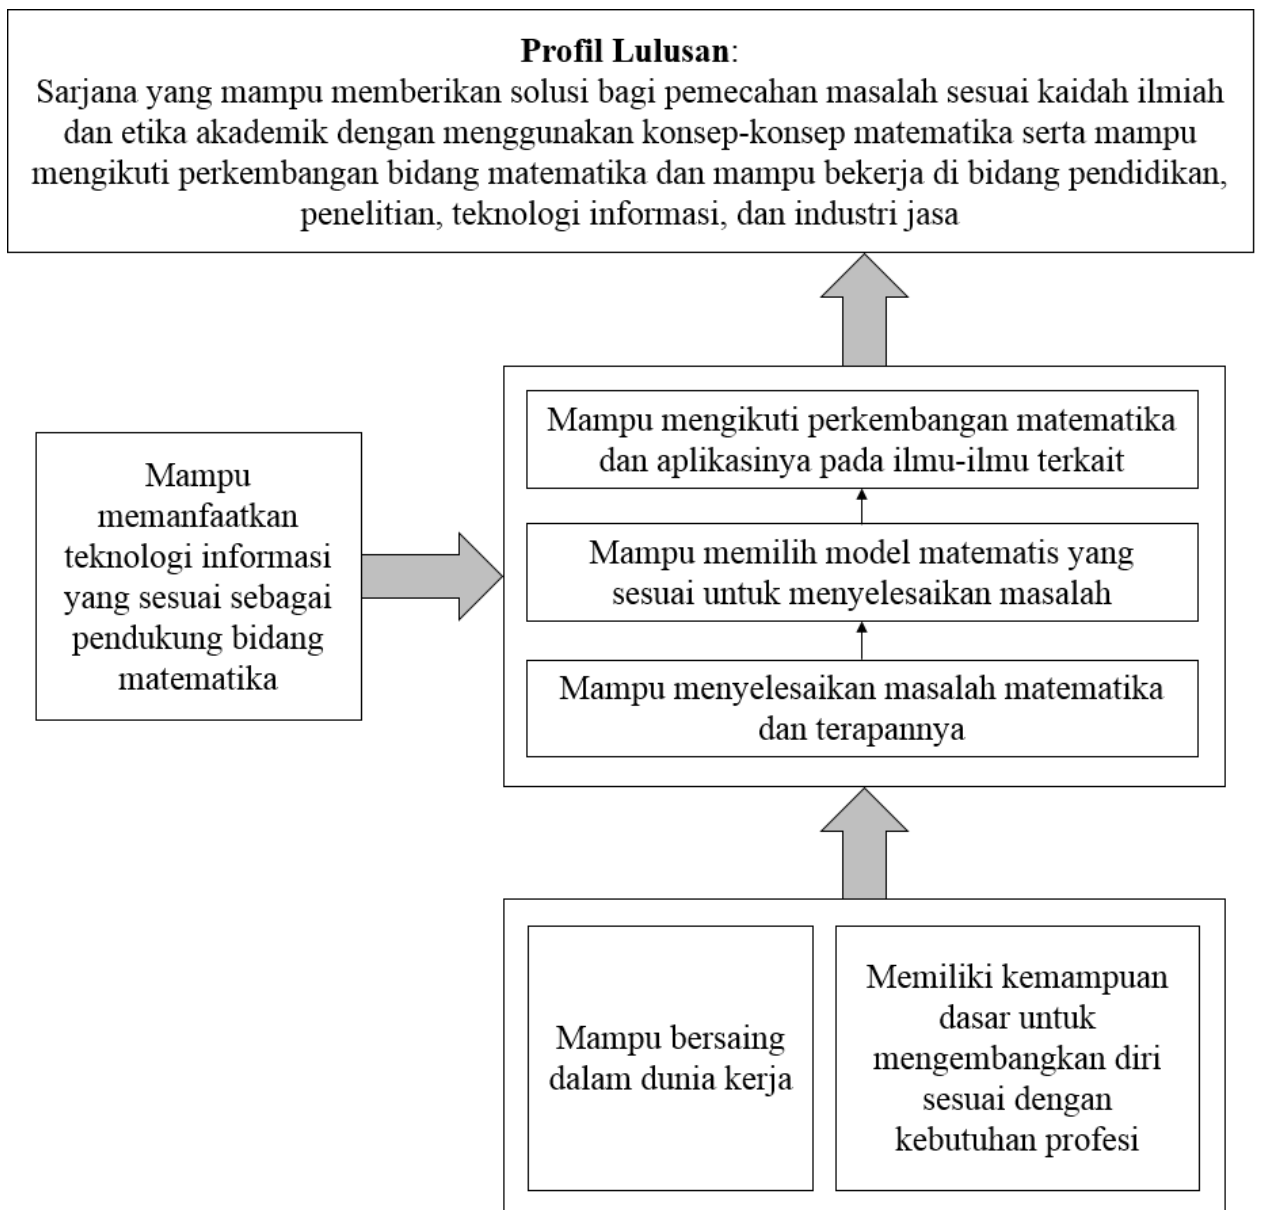 Profil Lulusan:
Sarjana yang mampu memberikan solusi bagi pemecahan masalah sesuai kaidah ilmiah
dan etika akademik dengan menggunakan konsep-konsep matematika serta mampu
mengikuti perkembangan bidang matematika dan mampu bekerja di bidang pendidikan,
penelitian, teknologi informasi, dan industri jasa
Mampu mengikuti perkembangan matematika
dan aplikasinya pada ilmu-ilmu terkait
Mampu
memanfaatkan
teknologi informasi
yang sesuai sebagai
pendukung bidang
matematika
Mampu memilih model matematis yang
sesuai untuk menyelesaikan masalah
Mampu menyelesaikan masalah matematika
dan terapannya
Mampu bersaing
dalam dunia kerja
Memiliki kemampuan
dasar untuk
mengembangkan diri
sesuai dengan
kebutuhan profesi